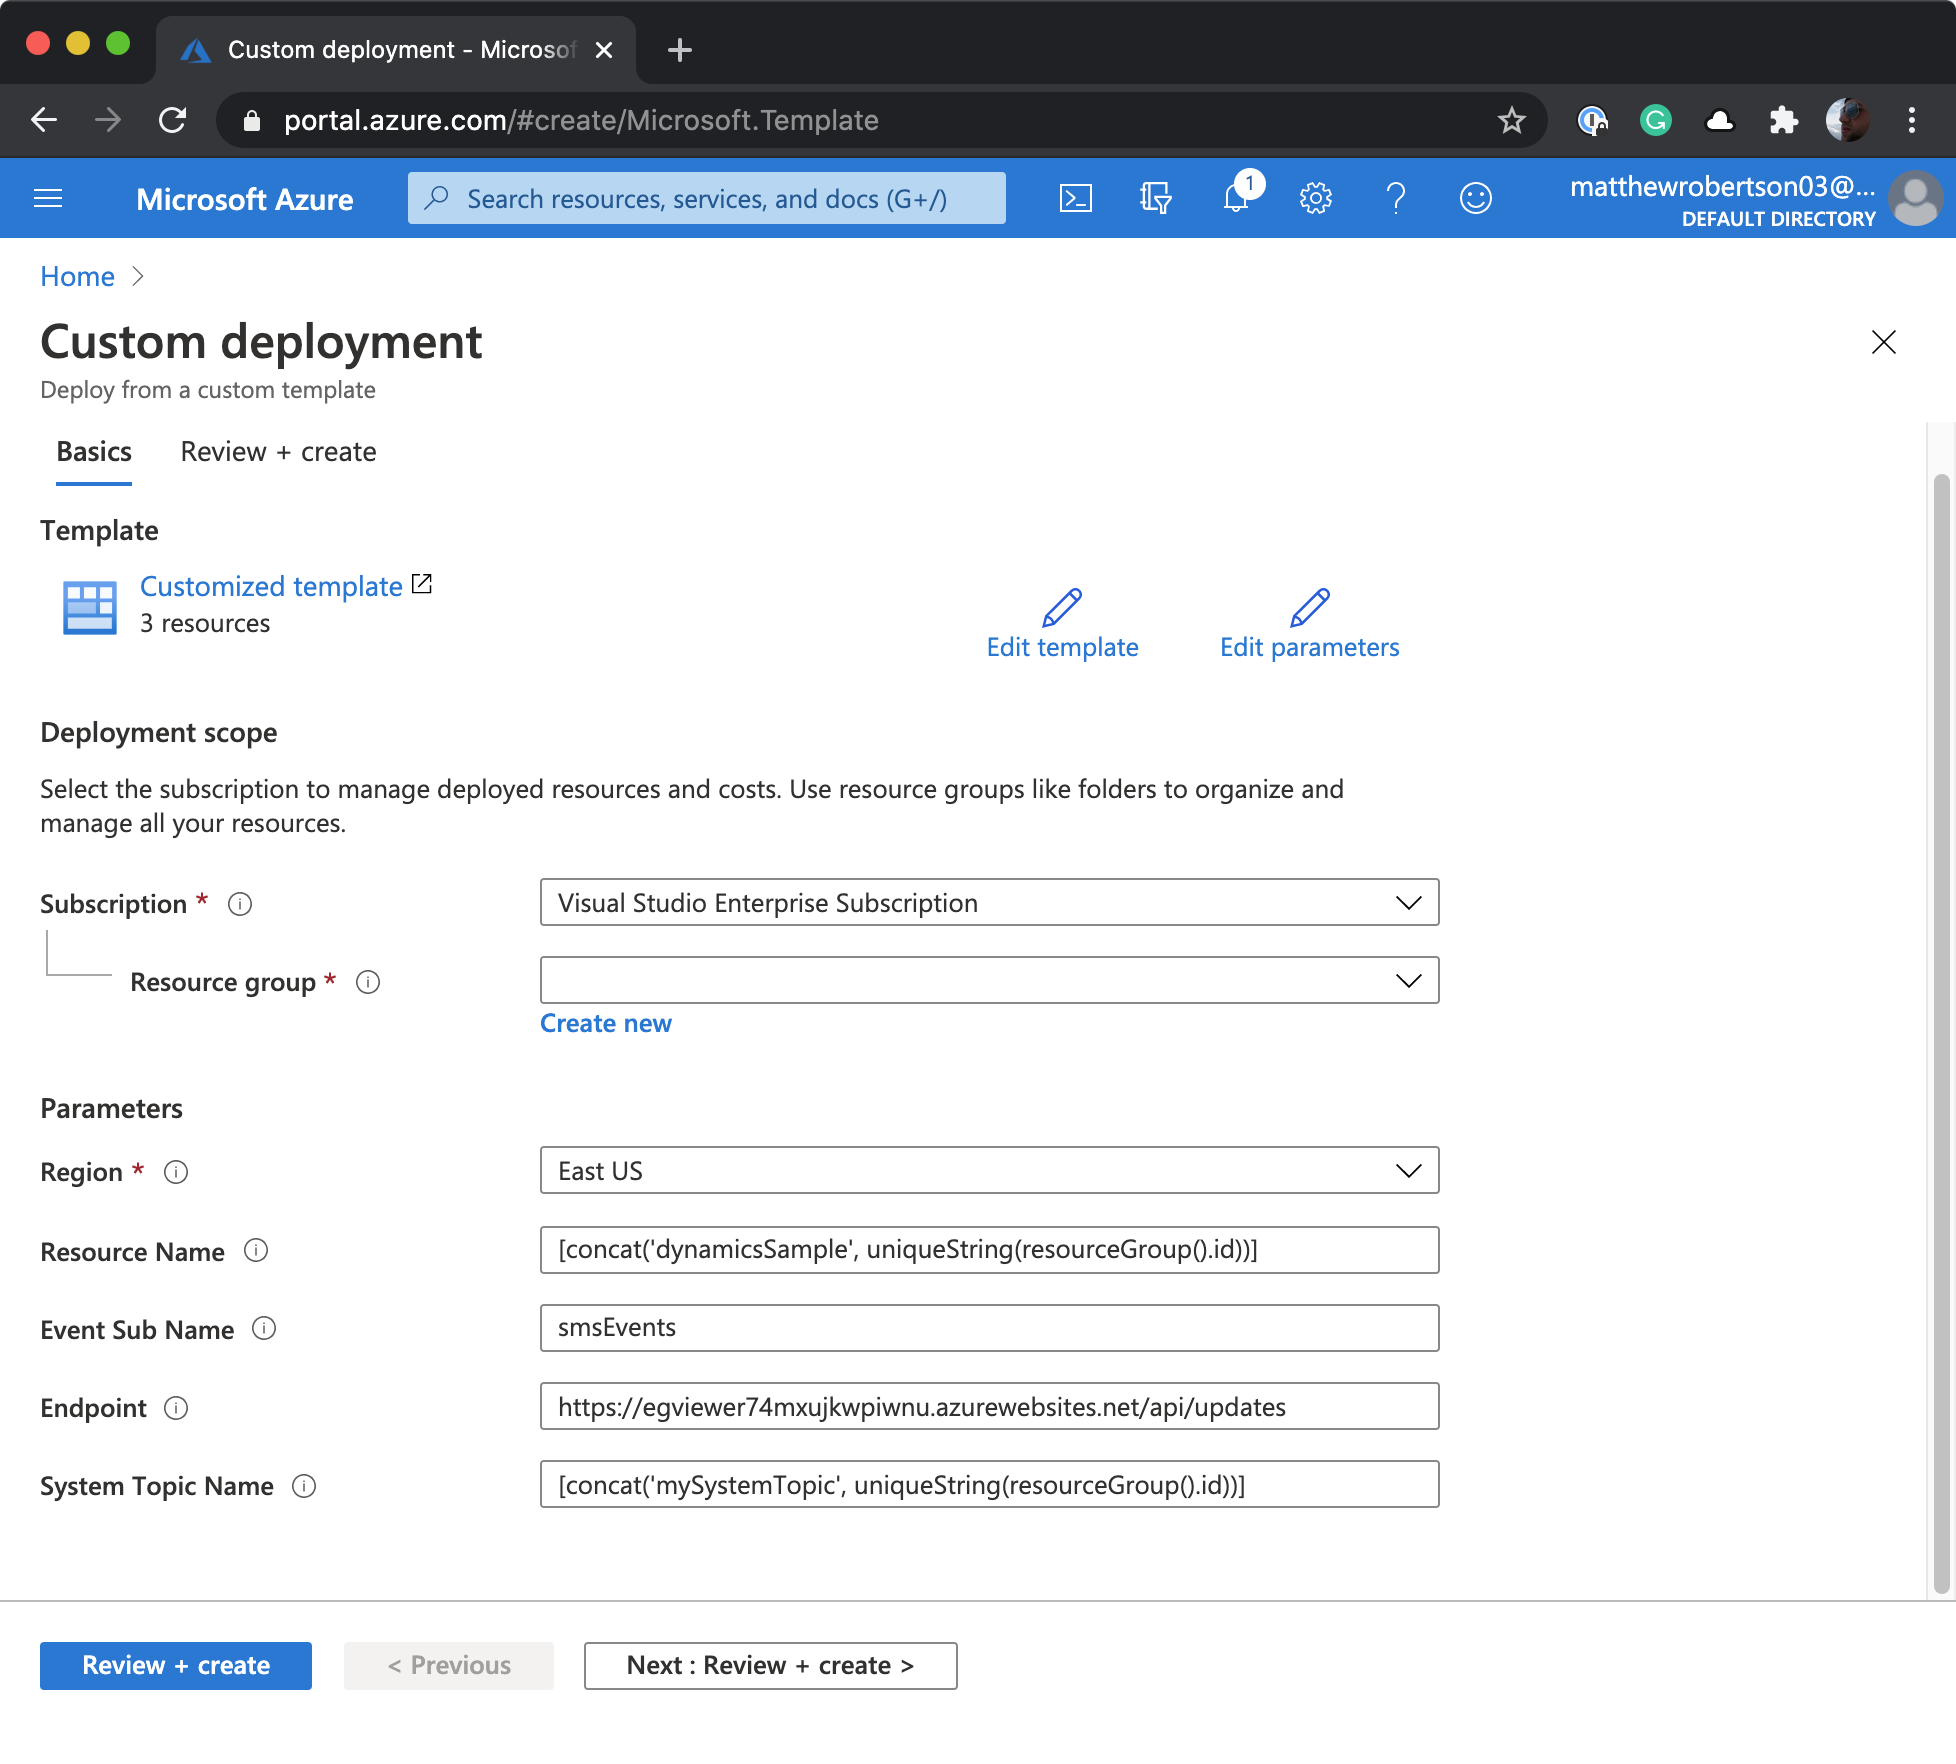 Custom deployment - Microsof
portal.azure.com/#create/Microsoft.Template
Microsoft Azure
Search resources, services, and docs (G+/)
1
matthewrobertson03@...
DEFAULT DIRECTORY
Home
Custom deployment
Deploy from a custom template
Basics
Review + create
Template
Customized template
3 resources
Edit template
Edit parameters
Deployment scope
Select the subscription to manage deployed resources and costs. Use resource groups like folders to organize and
manage all your resources.
Subscription *
Visual Studio Enterprise Subscription
Resource group *
Create new
Parameters
Region *
East US
Resource Name
[concat('dynamicsSample', uniqueString(resourceGroup().id))]
Event Sub Name
smsEvents
Endpoint
https://egviewer74mxujkwpiwnu.azurewebsites.net/api/updates
System Topic Name
[concat('mySystemTopic', uniqueString(resourceGroup().id))]
Review + create
< Previous
Next : Review + create >